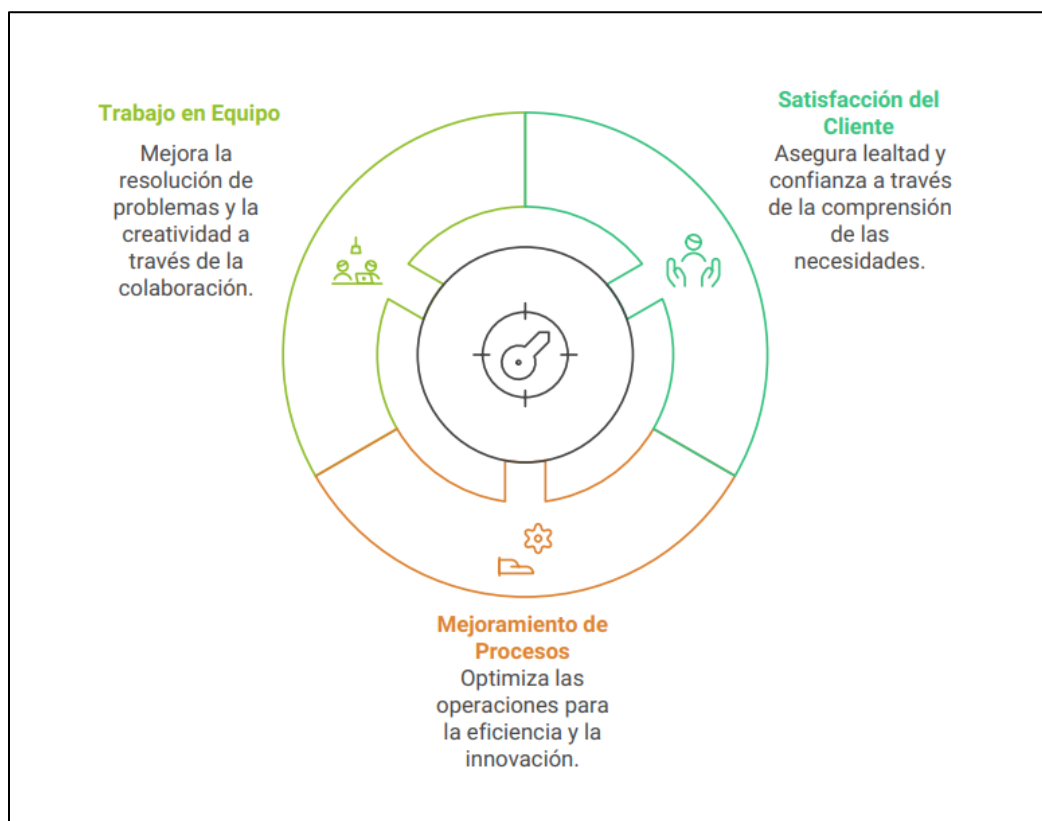 Trabajo en Equipo
Mejora la
resolución de
problemas y la
creatividad a
través de la
colaboración.
Satisfacción del
Cliente
Asegura lealtad y
confianza a través
de la comprensión
de las
necesidades.
Mejoramiento de
Procesos
Optimiza las
operaciones para
la eficiencia y la
innovación.